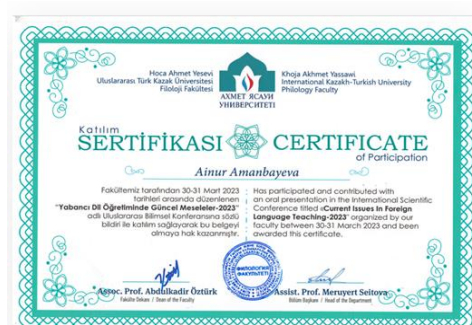 Hoca Ahmet Yesevi
Uluslararası Türk Kazak Üniversitesi
Filoloji Fakültesi
АХМЕТ ЯСАУИ
УНИВЕРСИТЕТІ
Khoja Akhmet Yassawi
International Kazakh-Turkish University
Philology Faculty
Katılım
SERTİFİKASI
CERTIFICATE
of Participation
Ainur Amanbayeva
Fakültemiz tarafından 30-31 Mart 2023
tarihleri arasında düzenlenen
"Yabancı Dil Öğretiminde Güncel Meseleler-2023"
adlı Uluslararası Bilimsel Konferansına sözlü
bildiri ile katılım sağlayarak bu belgeyi
almaya hak kazanmıştır.
Has participated and contributed with
an oral presentation in the International Scientific
Conference titled «Current Issues in Foreign
Language Teaching-2023" organized by our
faculty between 30-31 March 2023 and been
awarded this certificate.
ФИЛОЛОГИЯ
ФАКУЛЬТЕТІ
Assoc. Prof. Abdulkadir Öztürk
Fakülte Dekanı / Dean of the Faculty
Assist. Prof. Meruyert Seitova
Bölüm Başkanı / Head of the Department